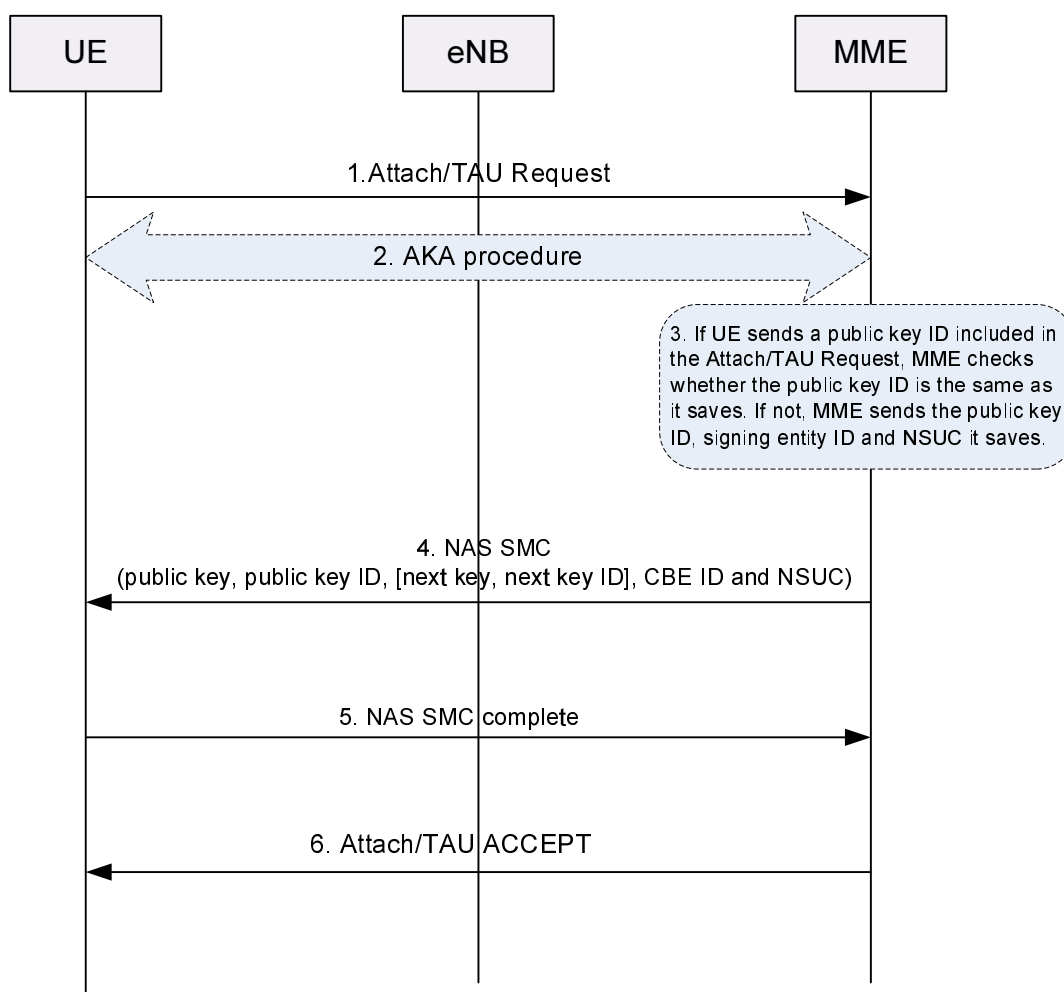 UE
eNB
MME
1.Attach/TAU Request
2. AKA procedure
3. If UE sends a public key ID included in
the Attach/TAU Request, MME checks
whether the public key ID is the same as
it saves. If not, MME sends the public key
ID, signing entity ID and NSUC it saves.
4. NAS SMC
(public key, public key ID, [next key, next key ID], CBE ID and NSUC)
5. NAS SMC complete
6. Attach/TAU ACCEPT